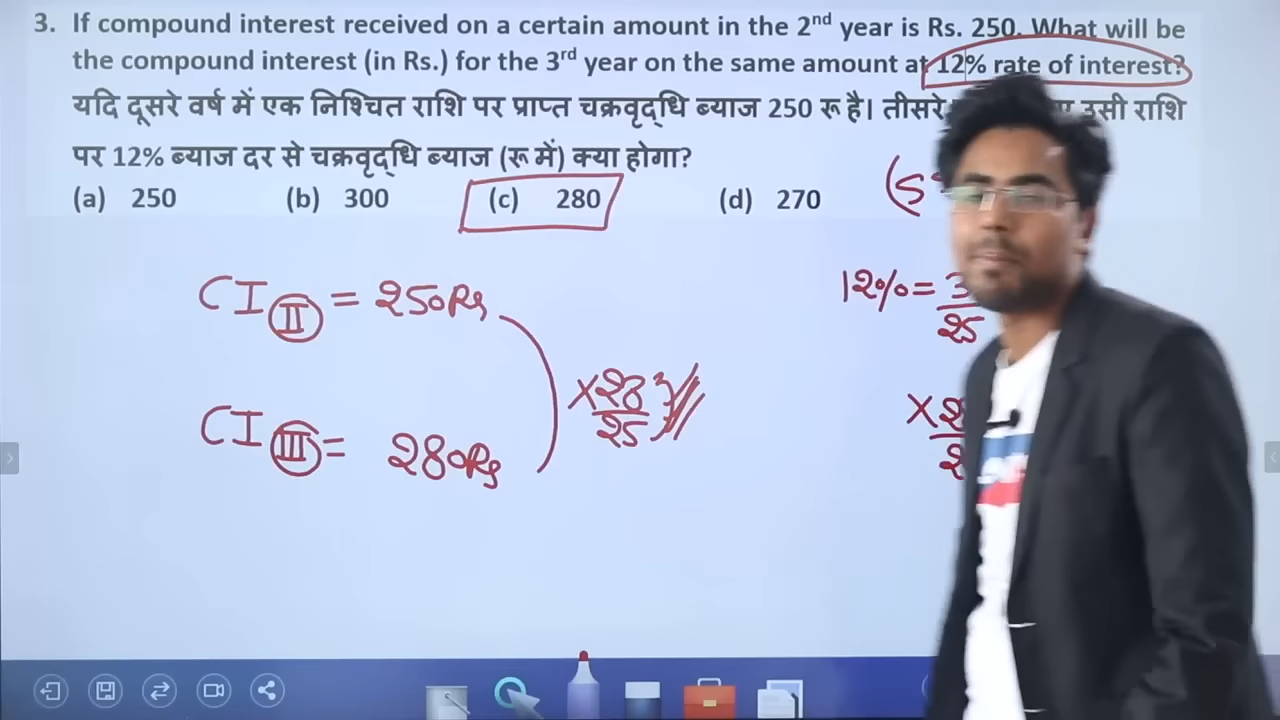 3. If compound interest received on a certain amount in the 2nd year is Rs. 250. What will be
the compound interest (in Rs.) for the 3rd year on the same amount at 12% rate of interest?
यदि दूसरे वर्ष में एक निश्चित राशि पर प्राप्त चक्रवृद्धि ब्याज 250 रू है। तीसरे उसी राशि
पर 12% ब्याज दर से चक्रवृद्धि ब्याज (रू में) क्या होगा?
(a) 250 (b) 300 (c) 280 (d) 270
CI II = 250Rs
12% = 3/25
×28/25
CI III = 280Rs